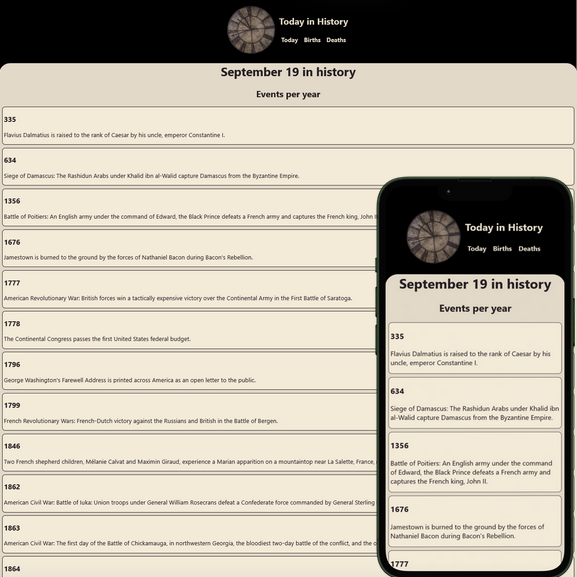 Today in History
Today Births Deaths
September 19 in history
Events per year
335
Flavius Dalmatius is raised to the rank of Caesar by his uncle, emperor Constantine I.
634
Siege of Damascus: The Rashidun Arabs under Khalid ibn al-Walid capture Damascus from the Byzantine Empire.
1356
Battle of Poitiers: An English army under the command of Edward, the Black Prince defeats a French army and captures the French king, John II
1676
Jamestown is burned to the ground by the forces of Nathaniel Bacon during Bacon's Rebellion.
1777
American Revolutionary War: British forces win a tactically expensive victory over the Continental Army in the First Battle of Saratoga.
1778
The Continental Congress passes the first United States federal budget.
1796
George Washington's Farewell Address is printed across America as an open letter to the public.
1799
French Revolutionary Wars: French-Dutch victory against the Russians and British in the Battle of Bergen.
1846
Two French shepherd children, Mélanie Calvat and Maximin Giraud, experience a Marian apparition on a mountaintop near La Salette, France,
1862
American Civil War: Battle of Iuka: Union troops under General William Rosecrans defeat a Confederate force commanded by General Sterling
1863
American Civil War: The first day of the Battle of Chickamauga, in northwestern Georgia, the bloodiest two-day battle of the conflict, and the
1864
Today in History
Today Births Deaths
September 19 in history
Events per year
335
Flavius Dalmatius is raised to the rank of Caesar by his
uncle, emperor Constantine I.
634
Siege of Damascus: The Rashidun Arabs under Khalid ibn
al-Walid capture Damascus from the Byzantine Empire.
1356
Battle of Poitiers: An English army under the command
of Edward, the Black Prince defeats a French army and
captures the French king, John II.
1676
Jamestown is burned to the ground by the forces of
Nathaniel Bacon during Bacon's Rebellion.
1777